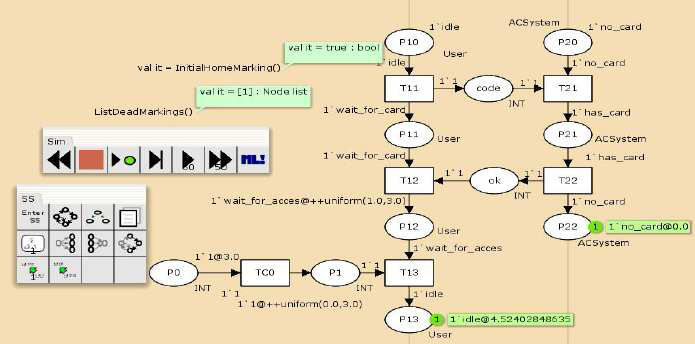 1`idle
ACSystem
1`no_card
P10
P20
val it = true : bool
User
val it = InitialHomeMarking()
1`idle
1`no_card
T11
1`1
code
1`1
T21
val it = [1] : Node list
INT
ListDeadMarkings()
1`wait_for_card
1`has_card
P11
User
P21
ACSystem
Sim
ML!
50
1`wait_for_card
1`has_card
T12
1`1
ok
1`1
T22
INT
SS
Enter
SS
1`wait_for_acces@++uniform(1.0,3.0)
1`no_card
P12
User
P22
1
1`no_card@0.0
ACSystem
1`wait_for_acces
1`1@3.0
1`1
P0
TC0
P1
T13
INT
1`1
INT
1`1@++uniform(0.0,3.0)
1`idle
P13
1
1`idle@4.52402848635
User